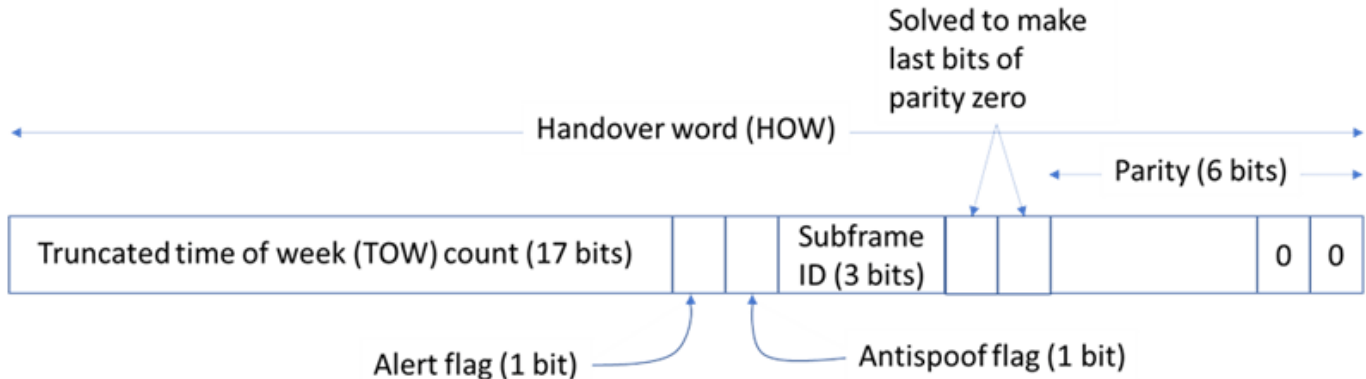 Solved to make
last bits of
parity zero
Handover word (HOW)
Parity (6 bits)
Truncated time of week (TOW) count (17 bits)
Subframe
ID (3 bits)
0
0
Alert flag (1 bit)
Antispoof flag (1 bit)